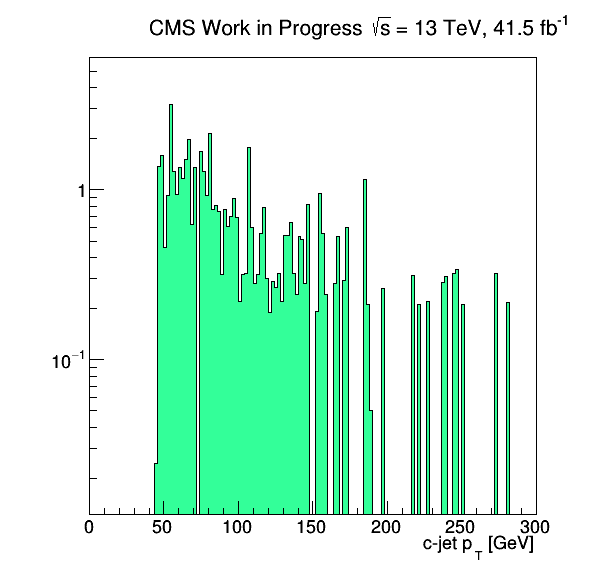 CMS Work in Progress √s = 13 TeV, 41.5 fb⁻¹
1
10⁻¹
0 50 100 150 200 250 300
c-jet p_T [GeV]